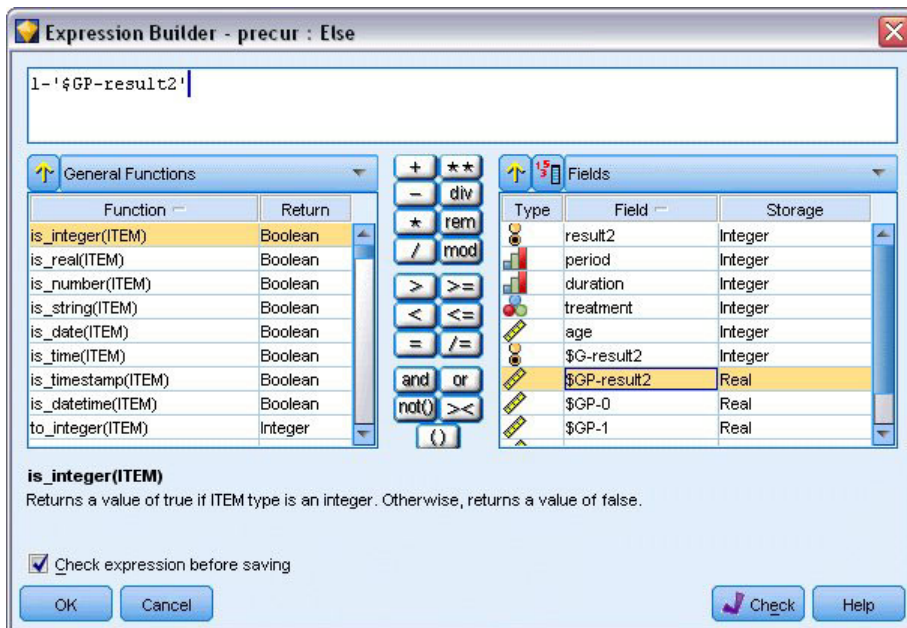 Expression Builder - precur : Else
1-'$GP-result2'
General Functions
Function Return
is_integer(ITEM) Boolean
is_real(ITEM) Boolean
is_number(ITEM) Boolean
is_string(ITEM) Boolean
is_date(ITEM) Boolean
is_time(ITEM) Boolean
is_timestamp(ITEM) Boolean
is_datetime(ITEM) Boolean
to_integer(ITEM) Integer
+ **
- div
* rem
/ mod
> >=
< <=
= /=
and or
not() ><
()
Fields
Type Field Storage
result2 Integer
period Integer
duration Integer
treatment Integer
age Integer
$G-result2 Integer
$GP-result2 Real
$GP-0 Real
$GP-1 Real
is_integer(ITEM)
Returns a value of true if ITEM type is an integer. Otherwise, returns a value of false.
Check expression before saving
OK Cancel Check Help